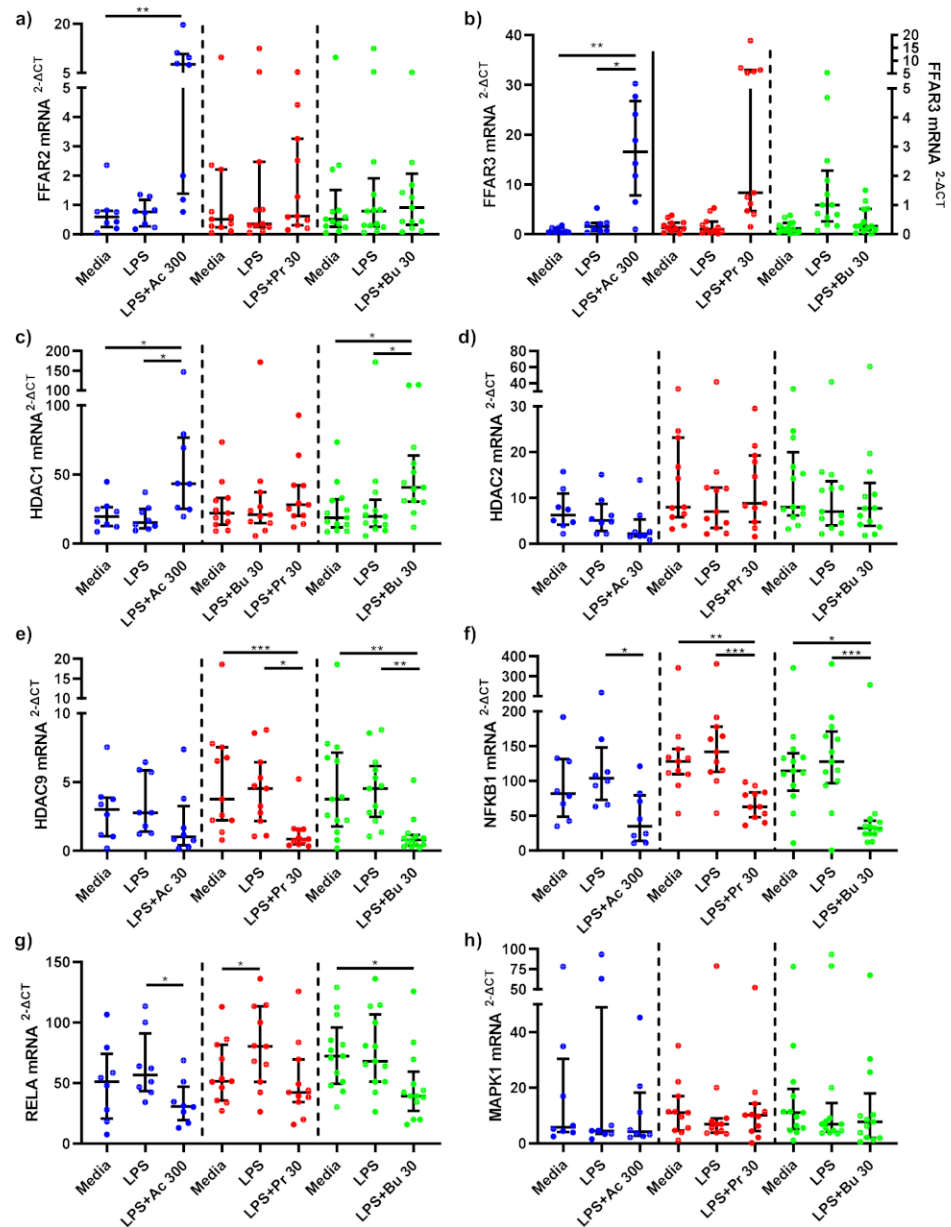 a)
**
FFAR2 mRNA 2-ΔCT
20
5
5
4
3
2
1
0
Media
LPS
LPS+Ac 300
Media
LPS
LPS+Pr 30
Media
LPS
LPS+Bu 30
b)
**
*
FFAR3 mRNA 2-ΔCT
40
30
20
10
0
20
15
10
5
5
4
3
2
1
0
FFAR3 mRNA 2-ΔCT
Media
LPS
LPS+Ac 300
Media
LPS
LPS+Pr 30
Media
LPS
LPS+Bu 30
c)
*
*
*
*
HDAC1 mRNA 2-ΔCT
200
150
100
100
50
0
Media
LPS
LPS+Ac 300
Media
LPS+Bu 30
LPS+Pr 30
Media
LPS
LPS+Bu 30
d)
HDAC2 mRNA 2-ΔCT
80
60
40
30
20
10
0
Media
LPS
LPS+Ac 30
Media
LPS
LPS+Pr 30
Media
LPS
LPS+Bu 30
e)
***
*
**
**
HDAC9 mRNA 2-ΔCT
20
15
10
10
5
0
Media
LPS
LPS+Ac 30
Media
LPS
LPS+Pr 30
Media
LPS
LPS+Bu 30
f)
*
**
***
*
***
NFKB1 mRNA 2-ΔCT
400
300
200
200
150
100
50
0
Media
LPS
LPS+Ac 300
Media
LPS
LPS+Pr 30
Media
LPS
LPS+Bu 30
g)
*
*
*
RELA mRNA 2-ΔCT
150
100
50
0
Media
LPS
LPS+Ac 300
Media
LPS
LPS+Pr 30
Media
LPS
LPS+Bu 30
h)
MAPK1 mRNA 2-ΔCT
100
75
50
40
20
0
Media
LPS
LPS+Ac 300
Media
LPS
LPS+Pr 30
Media
LPS
LPS+Bu 30